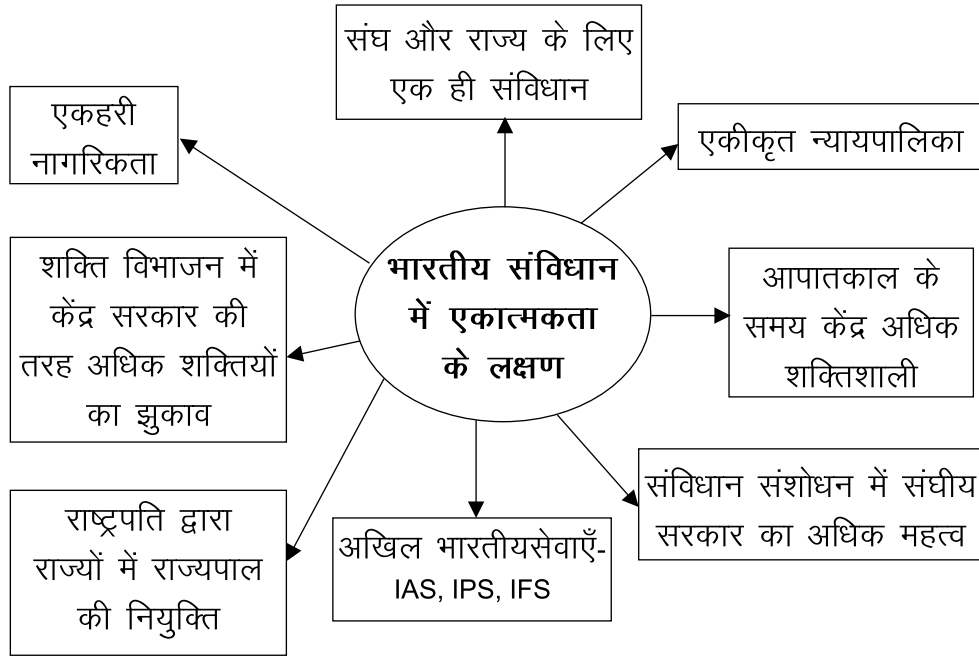 संघ और राज्य के लिए
एक ही संविधान
एकहरी
नागरिकता
एकीकृत न्यायपालिका
शक्ति विभाजन में
केंद्र सरकार की
तरह अधिक शक्तियों
का झुकाव
भारतीय संविधान
में एकात्मकता
के लक्षण
आपातकाल के
समय केंद्र अधिक
शक्तिशाली
राष्ट्रपति द्वारा
राज्यों में राज्यपाल
की नियुक्ति
अखिल भारतीयसेवाएँ-
IAS, IPS, IFS
संविधान संशोधन में संघीय
सरकार का अधिक महत्व